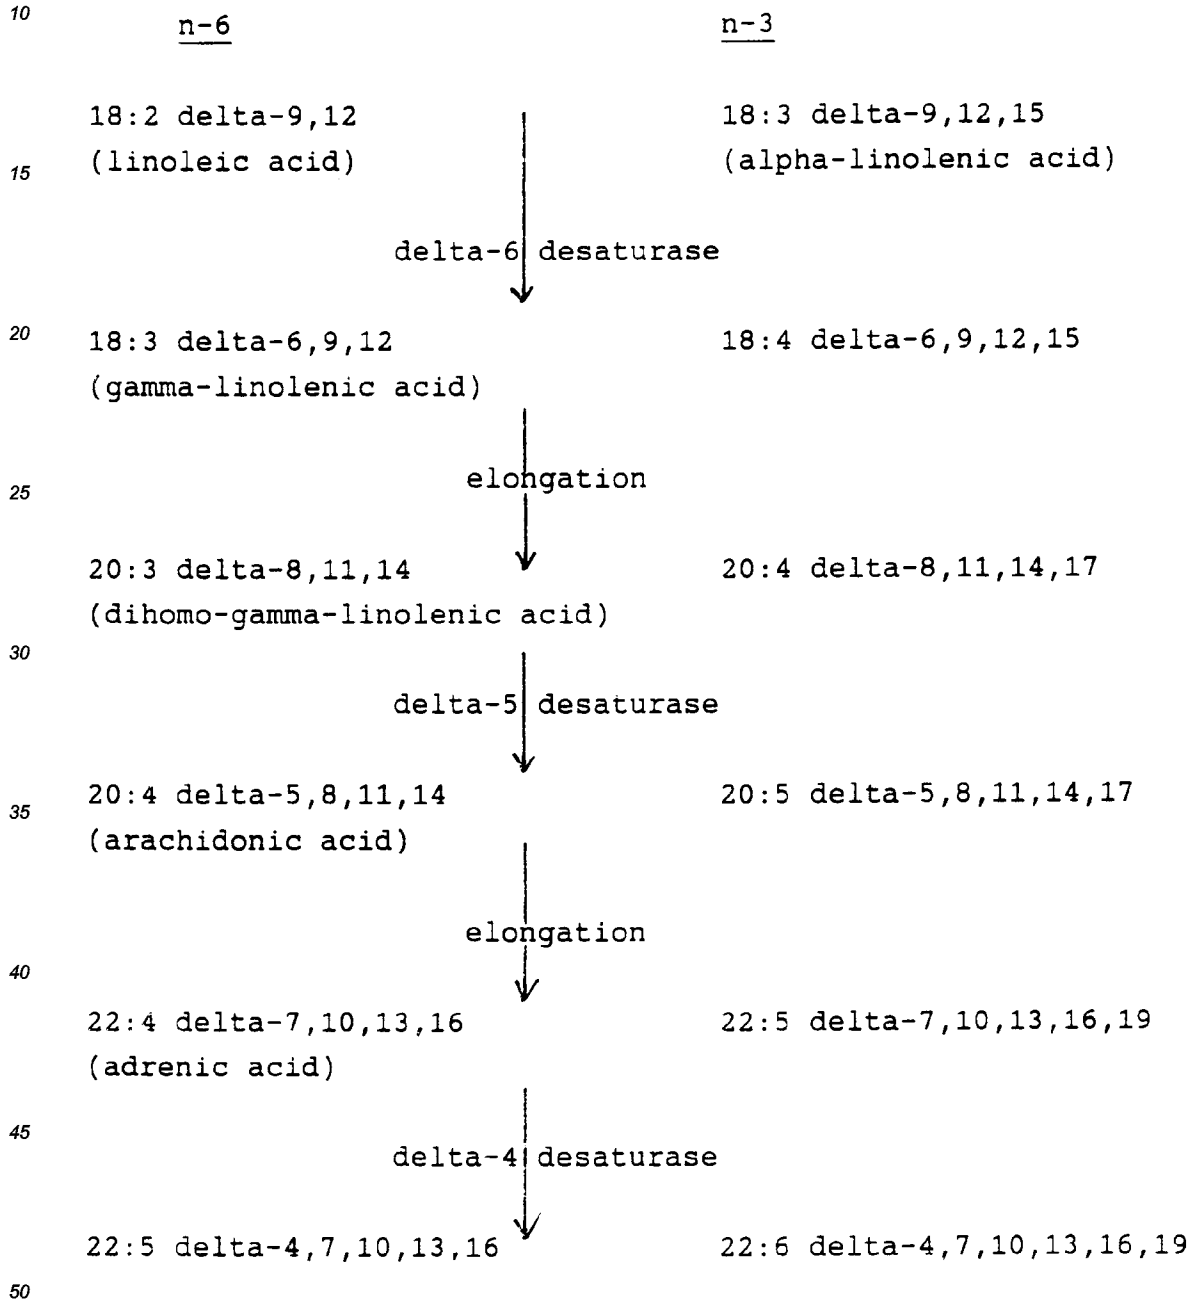 10
n-6 n-3
18:2 delta-9,12 18:3 delta-9,12,15
(linoleic acid) (alpha-linolenic acid)
15
delta-6 desaturase
20
18:3 delta-6,9,12 18:4 delta-6,9,12,15
(gamma-linolenic acid)
elongation
25
20:3 delta-8,11,14 20:4 delta-8,11,14,17
(dihomo-gamma-linolenic acid)
30
delta-5 desaturase
20:4 delta-5,8,11,14 20:5 delta-5,8,11,14,17
35
(arachidonic acid)
elongation
40
22:4 delta-7,10,13,16 22:5 delta-7,10,13,16,19
(adrenic acid)
45
delta-4 desaturase
22:5 delta-4,7,10,13,16 22:6 delta-4,7,10,13,16,19
50